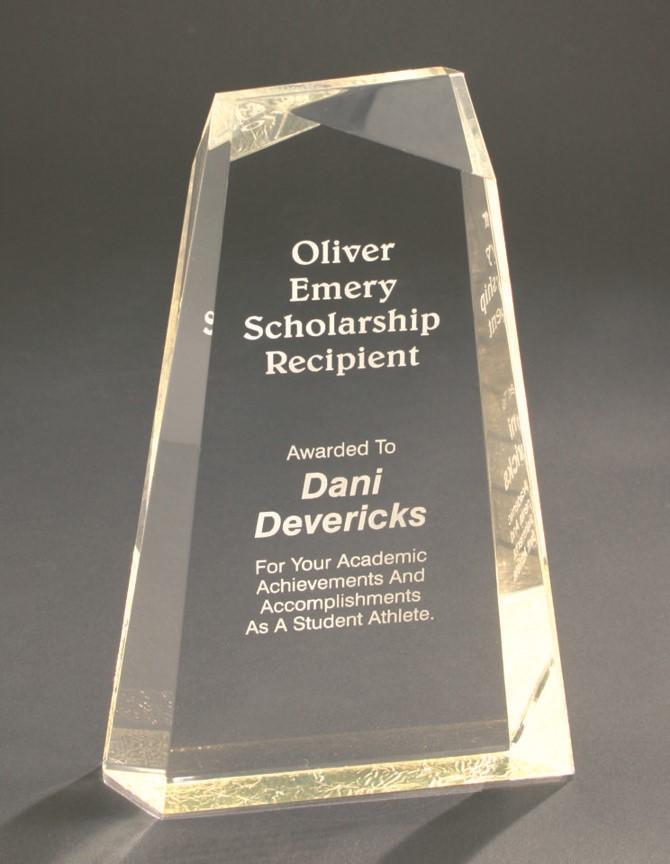 Oliver
Emery
Scholarship
Recipient
Awarded To
Dani
Devericks
For Your Academic
Achievements And
Accomplishments
As A Student Athlete.